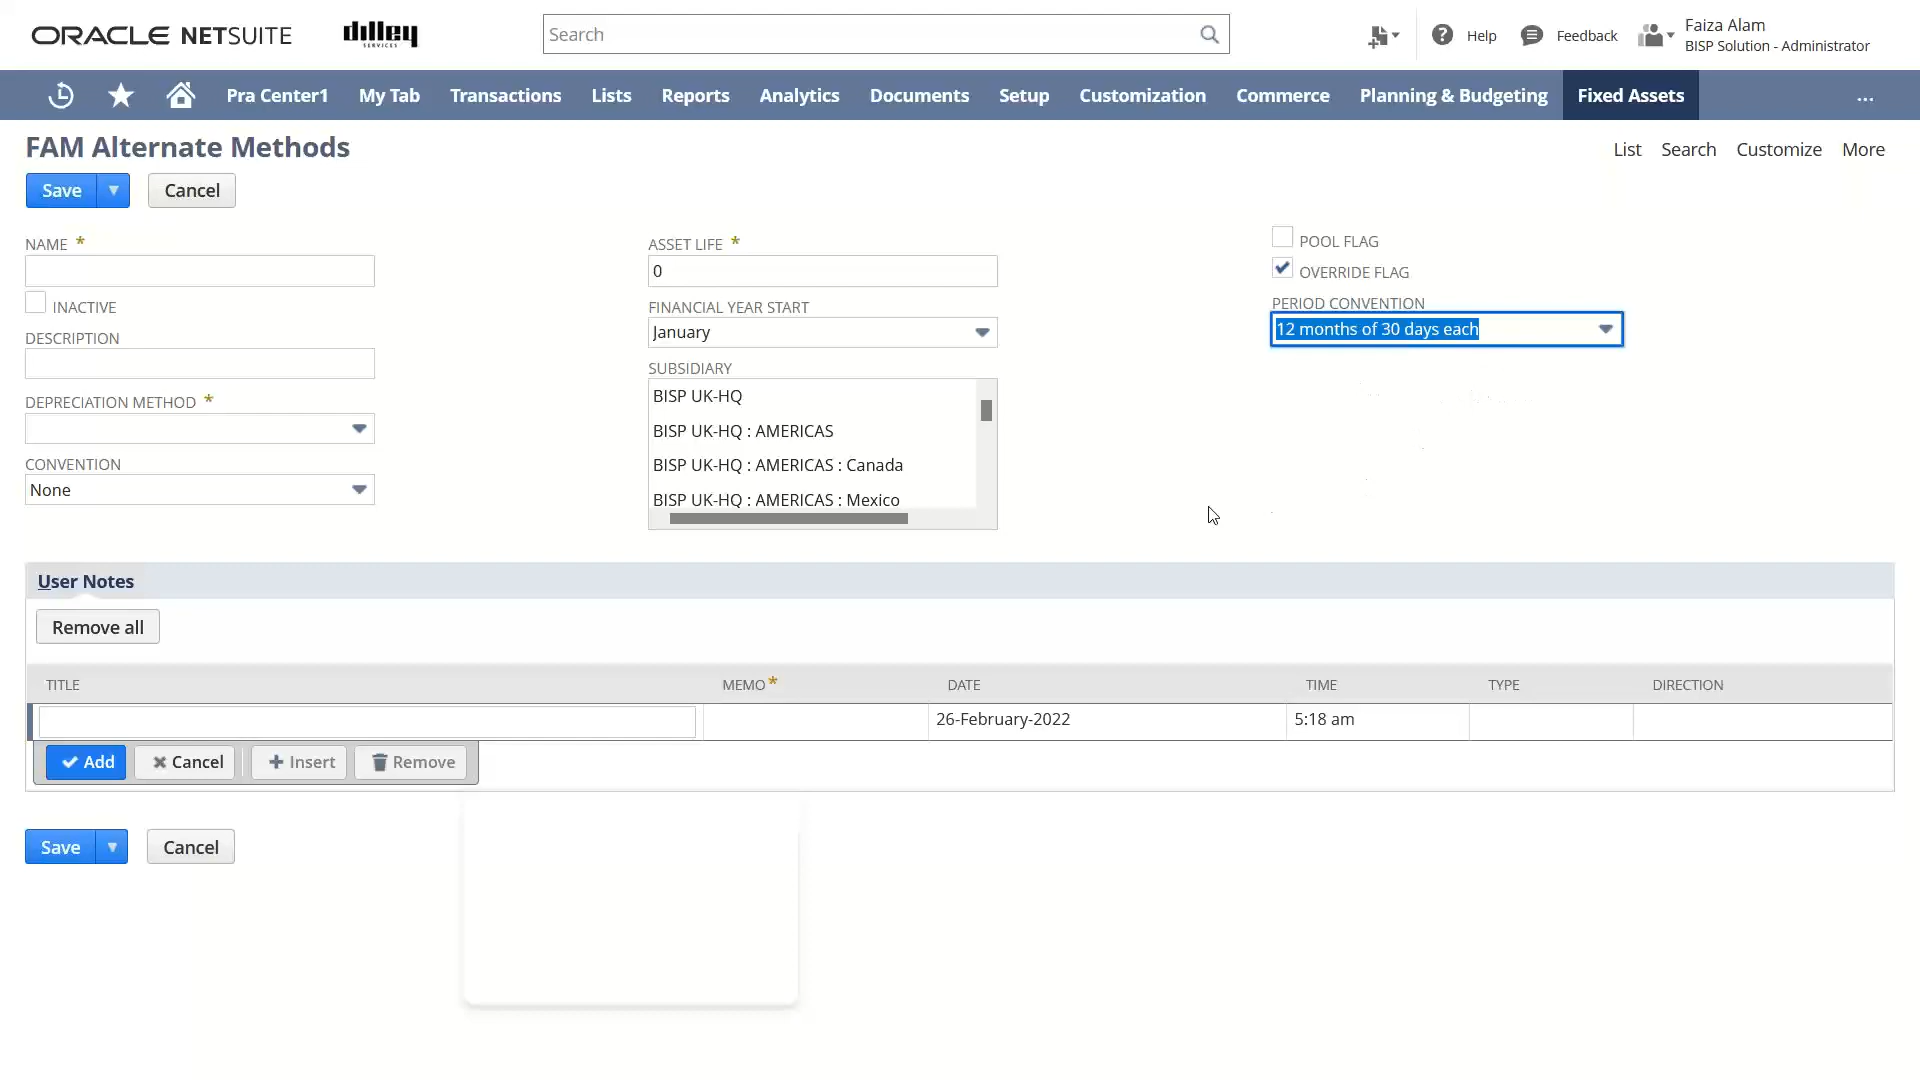 ORACLE NETSUITE
dilley
SERVICES
Search
Help
Feedback
Faiza Alam
BISP Solution - Administrator
Pra Center1
My Tab
Transactions
Lists
Reports
Analytics
Documents
Setup
Customization
Commerce
Planning & Budgeting
Fixed Assets
...
FAM Alternate Methods
List
Search
Customize
More
Save
Cancel
NAME *
INACTIVE
DESCRIPTION
DEPRECIATION METHOD *
CONVENTION
None
ASSET LIFE *
0
FINANCIAL YEAR START
January
SUBSIDIARY
BISP UK-HQ
BISP UK-HQ : AMERICAS
BISP UK-HQ : AMERICAS : Canada
BISP UK-HQ : AMERICAS : Mexico
POOL FLAG
OVERRIDE FLAG
PERIOD CONVENTION
12 months of 30 days each
User Notes
Remove all
TITLE MEMO * DATE TIME TYPE DIRECTION
26-February-2022 5:18 am
Add
Cancel
Insert
Remove
Save
Cancel